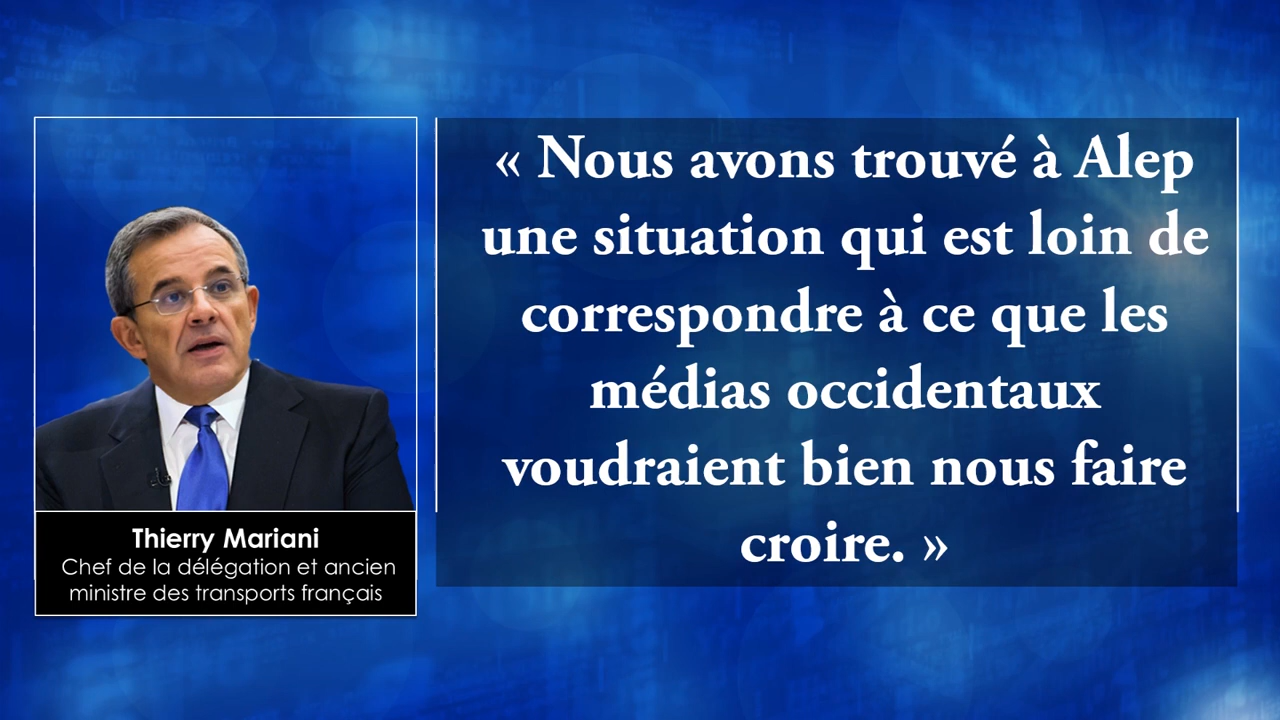 « Nous avons trouvé à Alep
une situation qui est loin de
correspondre à ce que les
médias occidentaux
voudraient bien nous faire
croire. »
Thierry Mariani
Chef de la délégation et ancien
ministre des transports français